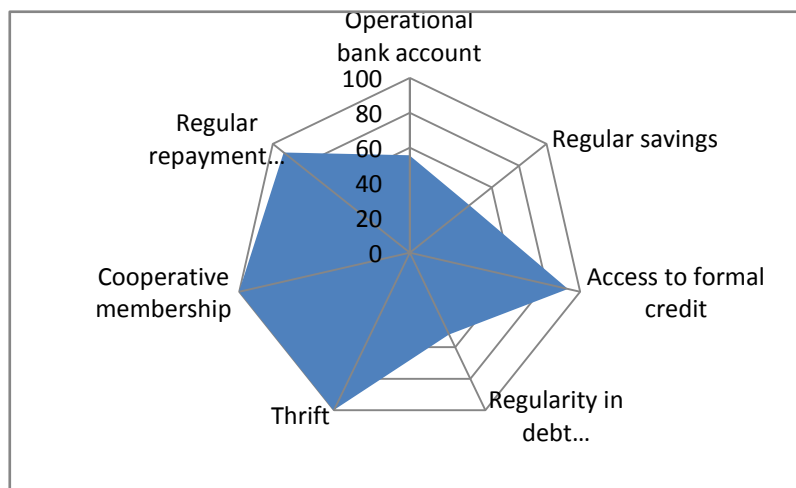 Operational
bank account
100
80
60
40
20
0
Regular savings
Access to formal
credit
Regularity in
debt...
Thrift
Cooperative
membership
Regular
repayment...